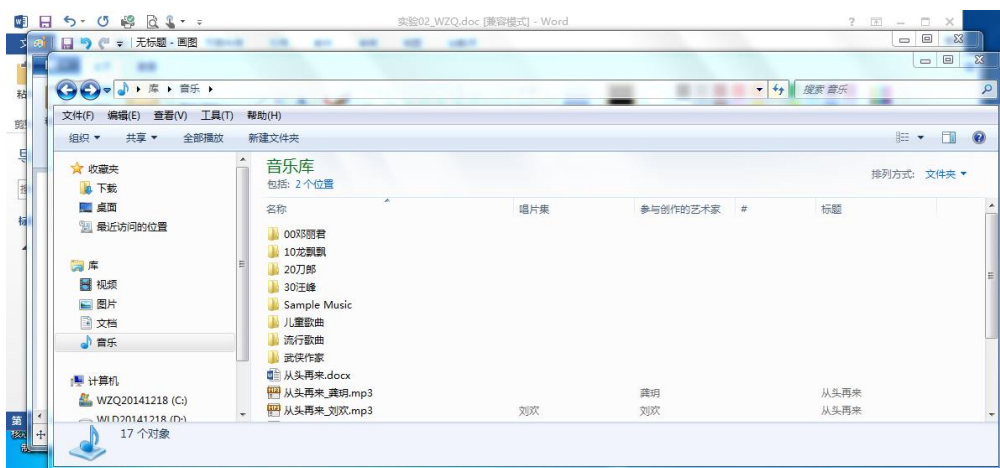 实验02_WZQ.doc [兼容模式] - Word
无标题 - 画图
库 音乐
搜索 音乐
文件(F) 编辑(E) 查看(V) 工具(T) 帮助(H)
组织 共享 全部播放 新建文件夹
收藏夹
下载
桌面
最近访问的位置
库
视频
图片
文档
音乐
计算机
WZQ20141218 (C:)
WLD20141218 (D:)
音乐库
包括: 2 个位置
排列方式: 文件夹
名称 唱片集 参与创作的艺术家 # 标题
00邓丽君
10龙飘飘
20刀郎
30汪峰
Sample Music
儿童歌曲
流行歌曲
武侠作家
从头再来.docx
从头再来_龚玥.mp3 龚玥 从头再来
从头再来_刘欢.mp3 刘欢 刘欢 从头再来
17 个对象
粘
第